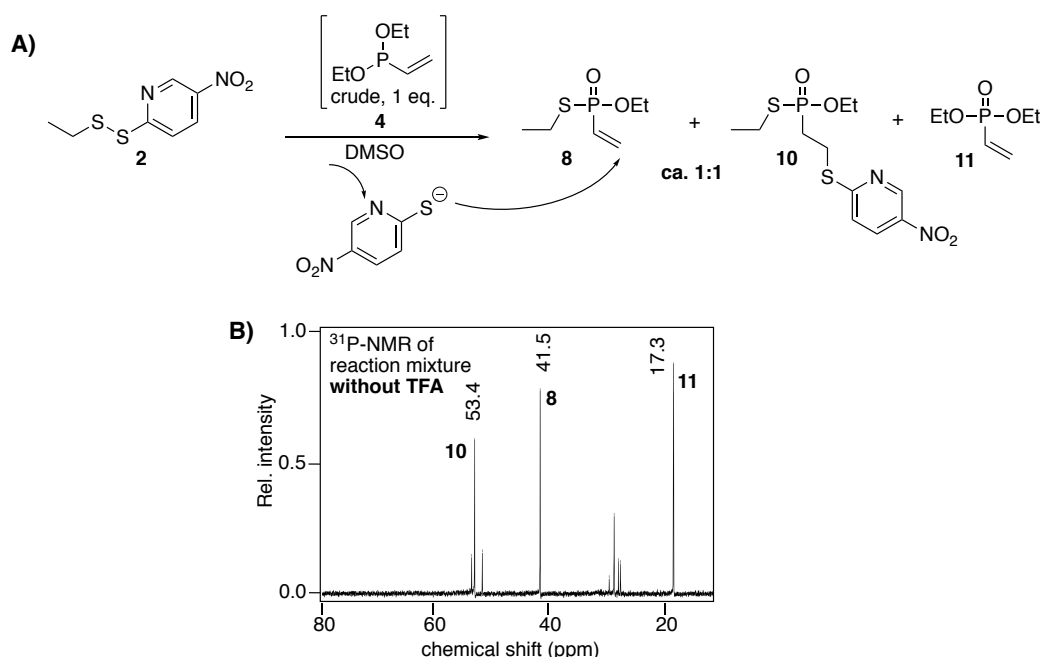 A)
OEt
EtO
P
crude, 1 eq.
4
N
NO₂
S
S
2
DMSO
N
S
⊖
O₂N
O
S
P
OEt
8
+
ca. 1:1
O
S
P
OEt
10
S
N
NO₂
+
O
EtO
P
OEt
11
B)
³¹P-NMR of
reaction mixture
without TFA
53.4
41.5
17.3
10
8
11
Rel. intensity
1.0
0.5
0.0
80
60
40
20
chemical shift (ppm)